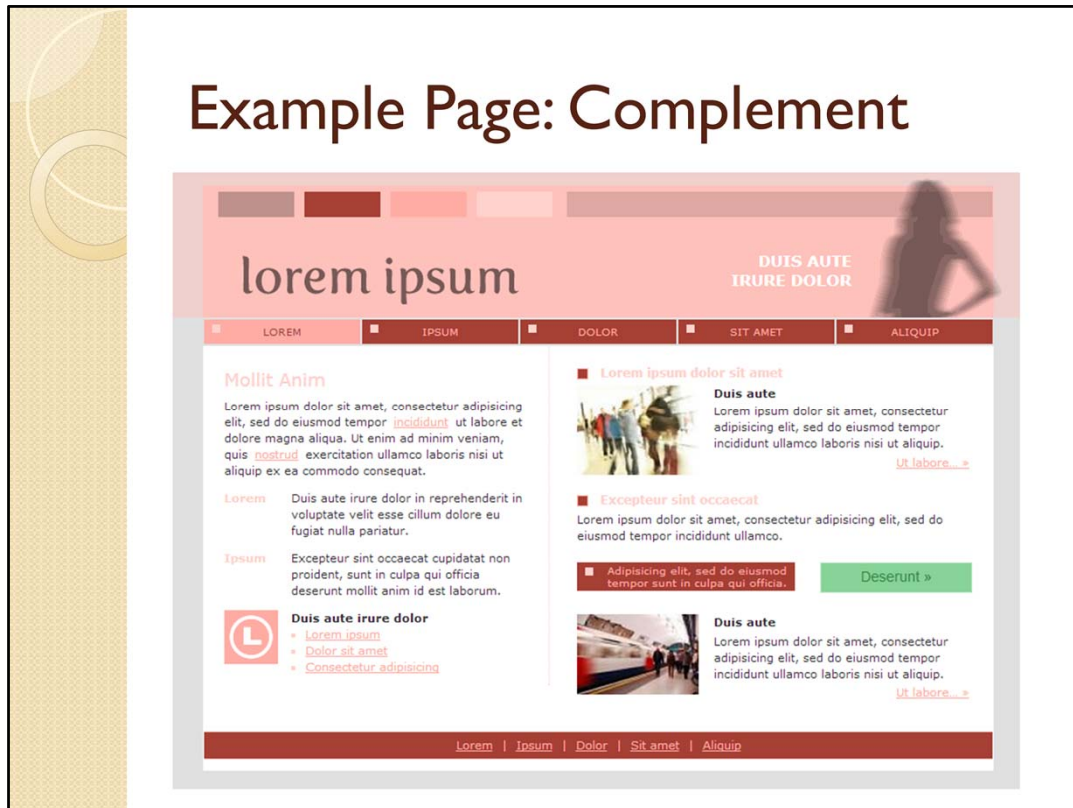 Example Page: Complement
lorem ipsum
DUIS AUTE
IRURE DOLOR
LOREM
IPSUM
DOLOR
SIT AMET
ALIQUIP
Mollit Anim
Lorem ipsum dolor sit amet, consectetur adipisicing
elit, sed do eiusmod tempor incididunt ut labore et
dolore magna aliqua. Ut enim ad minim veniam,
quis nostrud exercitation ullamco laboris nisi ut
aliquip ex ea commodo consequat.
Lorem
Duis aute irure dolor in reprehenderit in
voluptate velit esse cillum dolore eu
fugiat nulla pariatur.
Ipsum
Excepteur sint occaecat cupidatat non
proident, sunt in culpa qui officia
deserunt mollit anim id est laborum.
L
Duis aute irure dolor
Lorem ipsum
Dolor sit amet
Consectetur adipisicing
Lorem ipsum dolor sit amet
Duis aute
Lorem ipsum dolor sit amet, consectetur
adipisicing elit, sed do eiusmod tempor
incididunt ullamco laboris nisi ut aliquip.
Ut labore... »
Excepteur sint occaecat
Lorem ipsum dolor sit amet, consectetur adipisicing elit, sed do
eiusmod tempor incididunt ullamco.
Adipisicing elit, sed do eiusmod
tempor sunt in culpa qui officia.
Deserunt »
Duis aute
Lorem ipsum dolor sit amet, consectetur
adipisicing elit, sed do eiusmod tempor
incididunt ullamco laboris nisi ut aliquip.
Ut labore... »
Lorem | Ipsum | Dolor | Sit amet | Aliquip